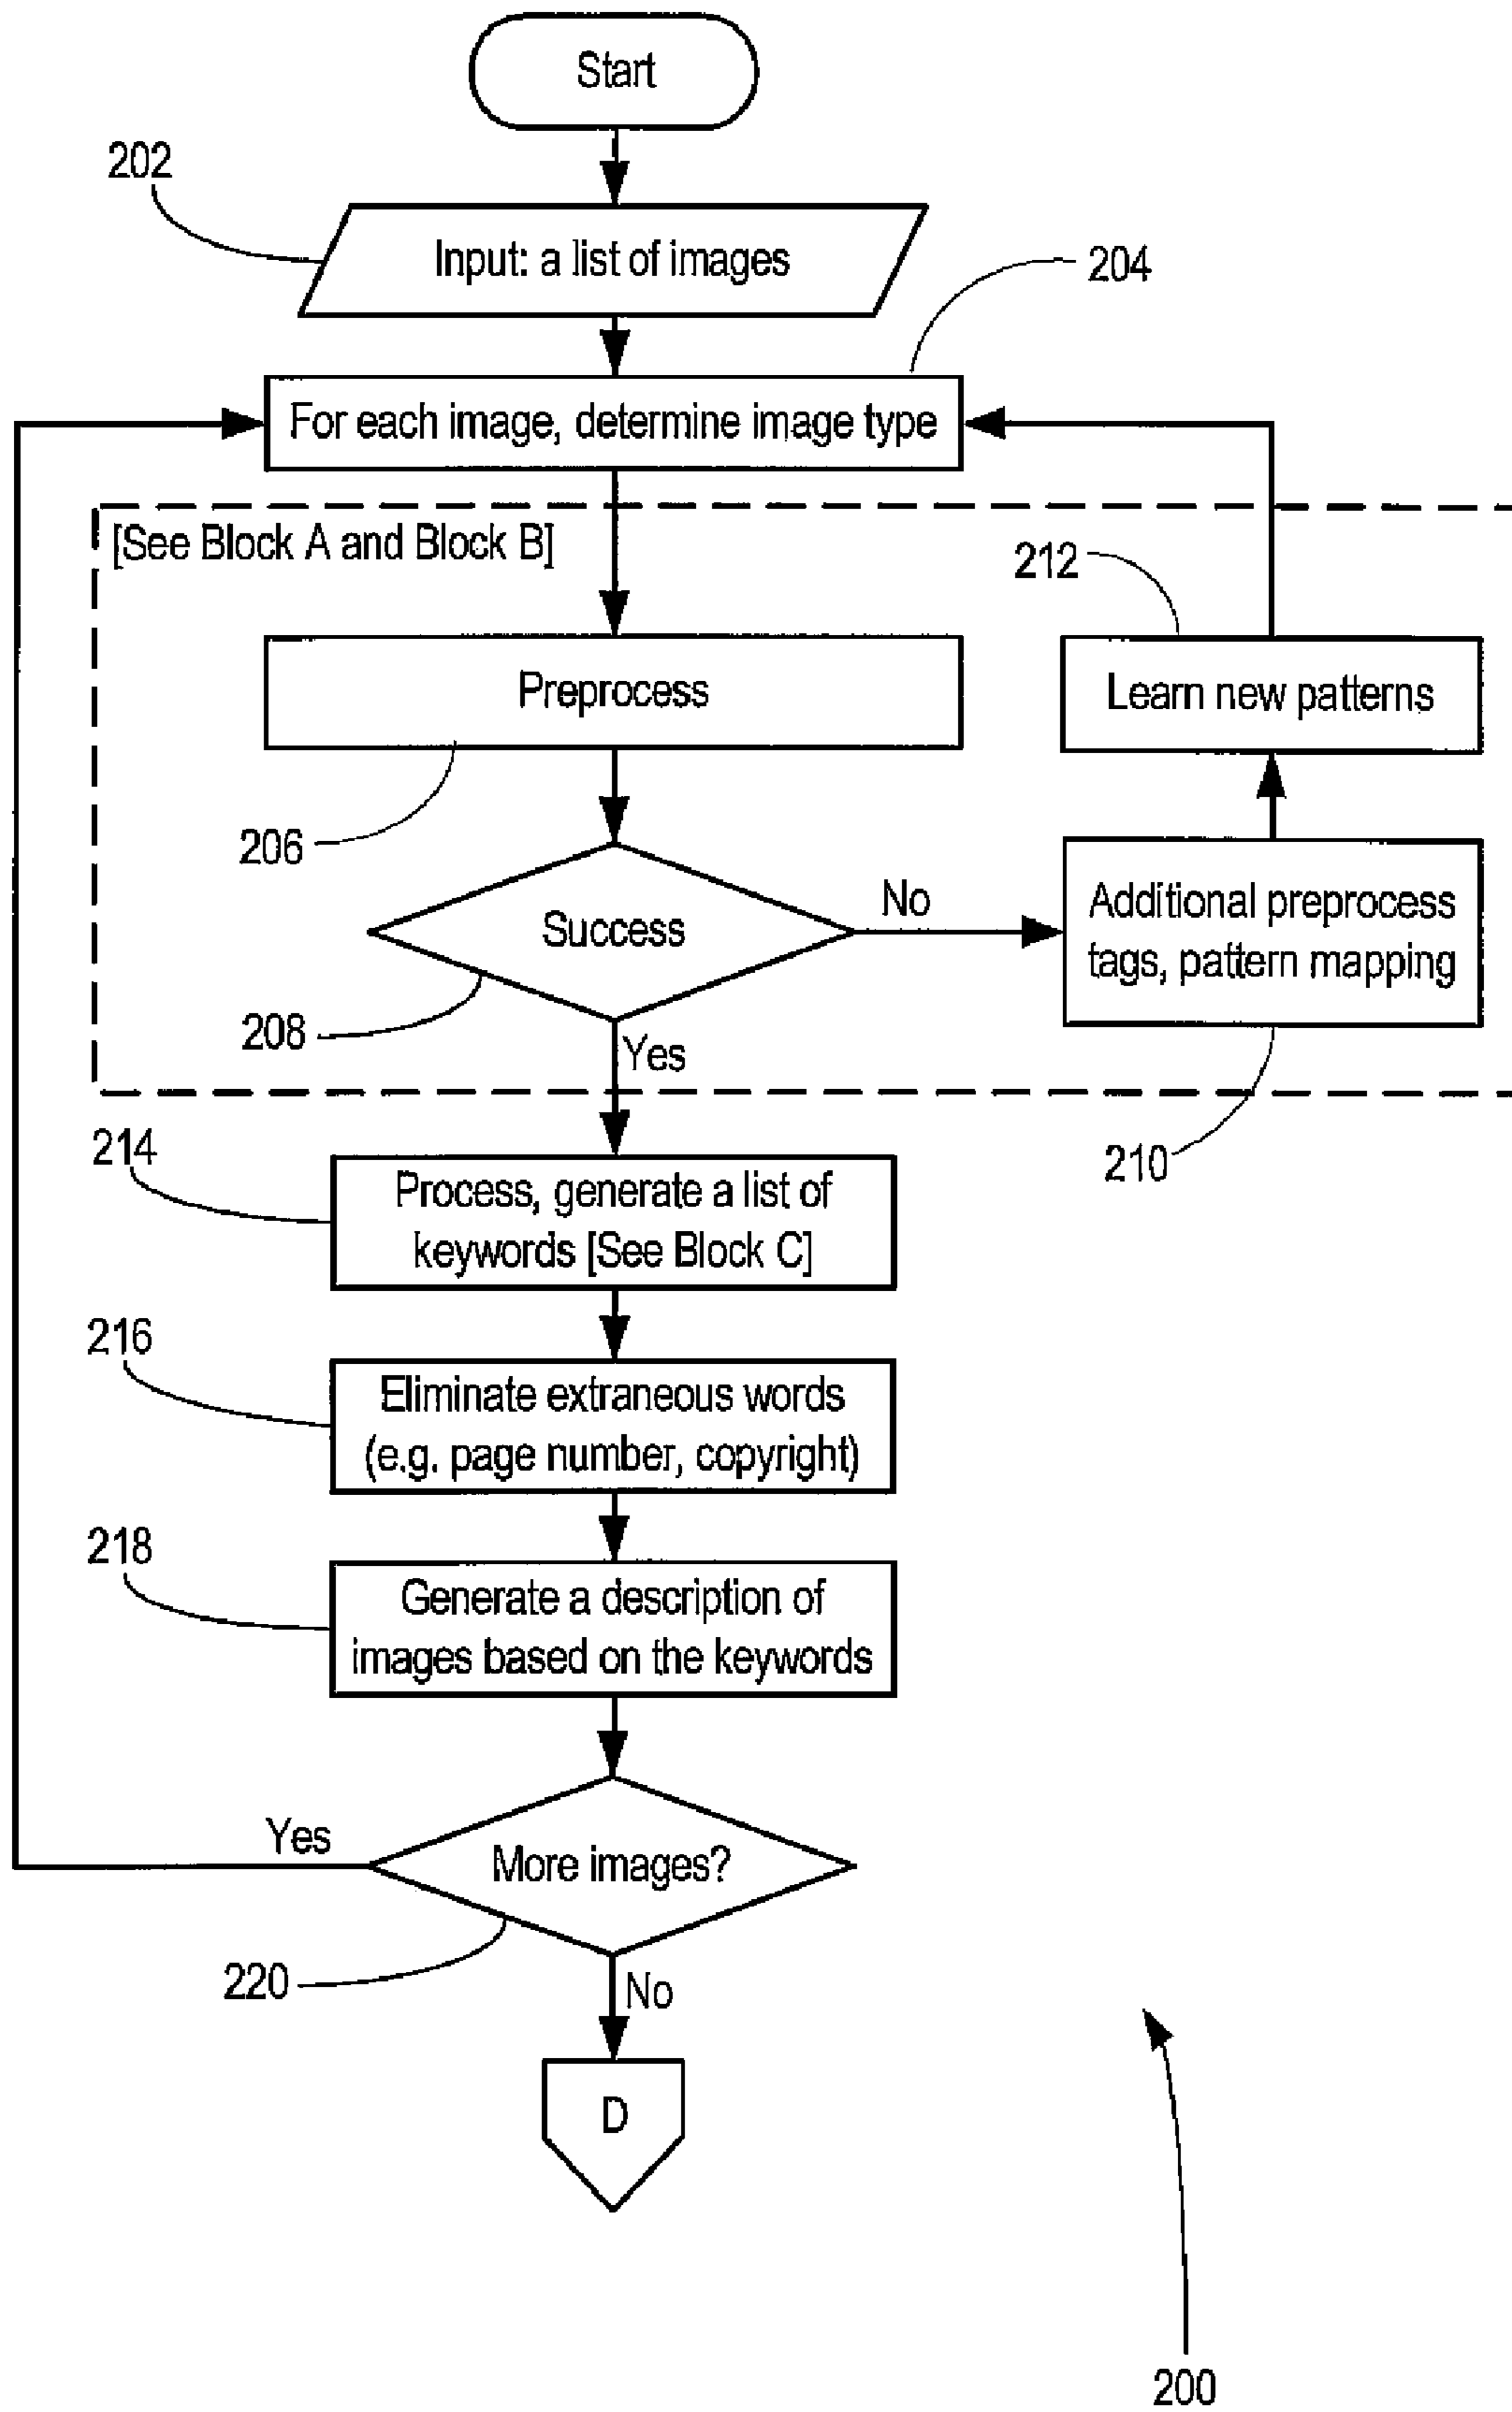 Start
202
Input: a list of images
204
For each image, determine image type
[See Block A and Block B]
212
Preprocess
Learn new patterns
206
Success
No
Additional preprocess
tags, pattern mapping
208
Yes
210
214
Process, generate a list of
keywords [See Block C]
216
Eliminate extraneous words
(e.g. page number, copyright)
218
Generate a description of
images based on the keywords
Yes
More images?
220
No
D
200